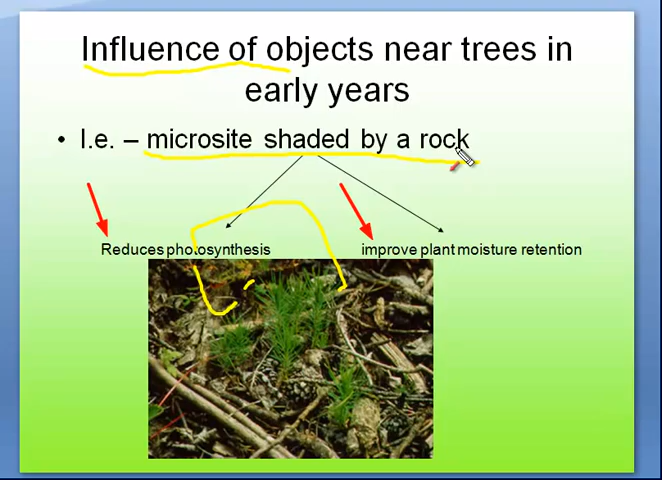 Influence of objects near trees in
early years
• I.e. – microsite shaded by a rock
Reduces photosynthesis
improve plant moisture retention